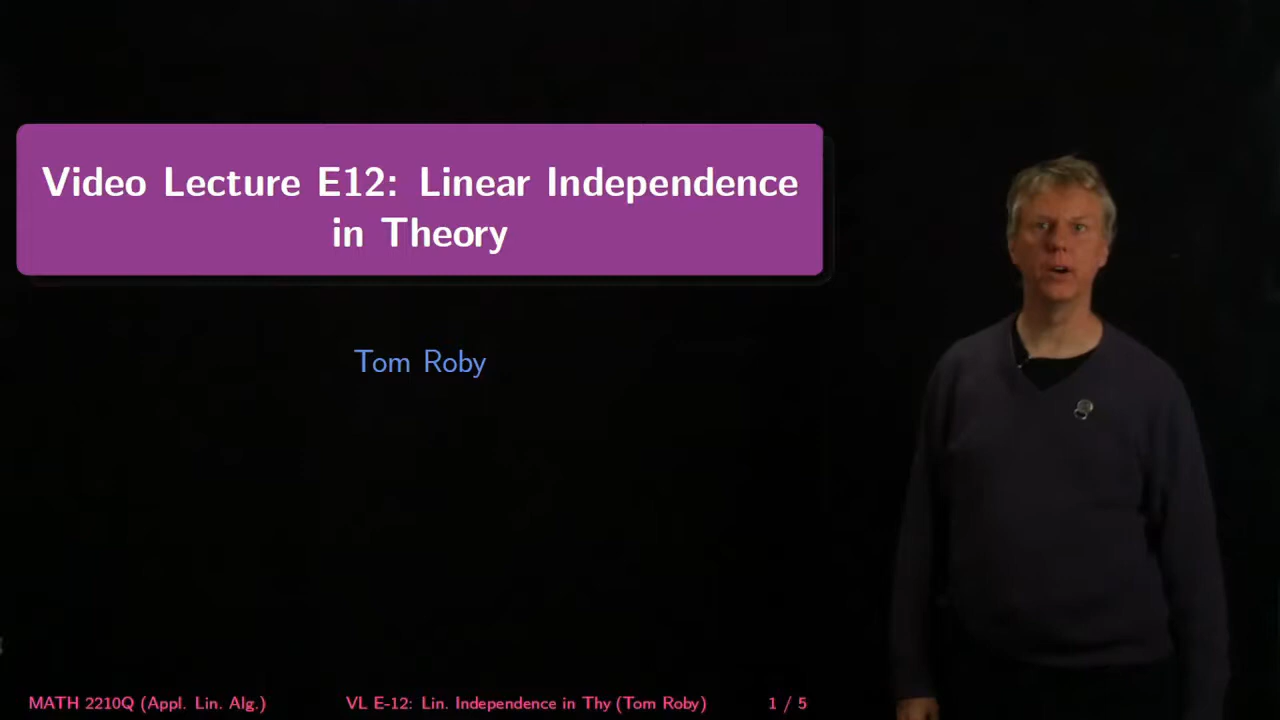 Video Lecture E12: Linear Independence
in Theory
Tom Roby
MATH 2210Q (Appl. Lin. Alg.) VL E-12: Lin. Independence in Thy (Tom Roby) 1 / 5